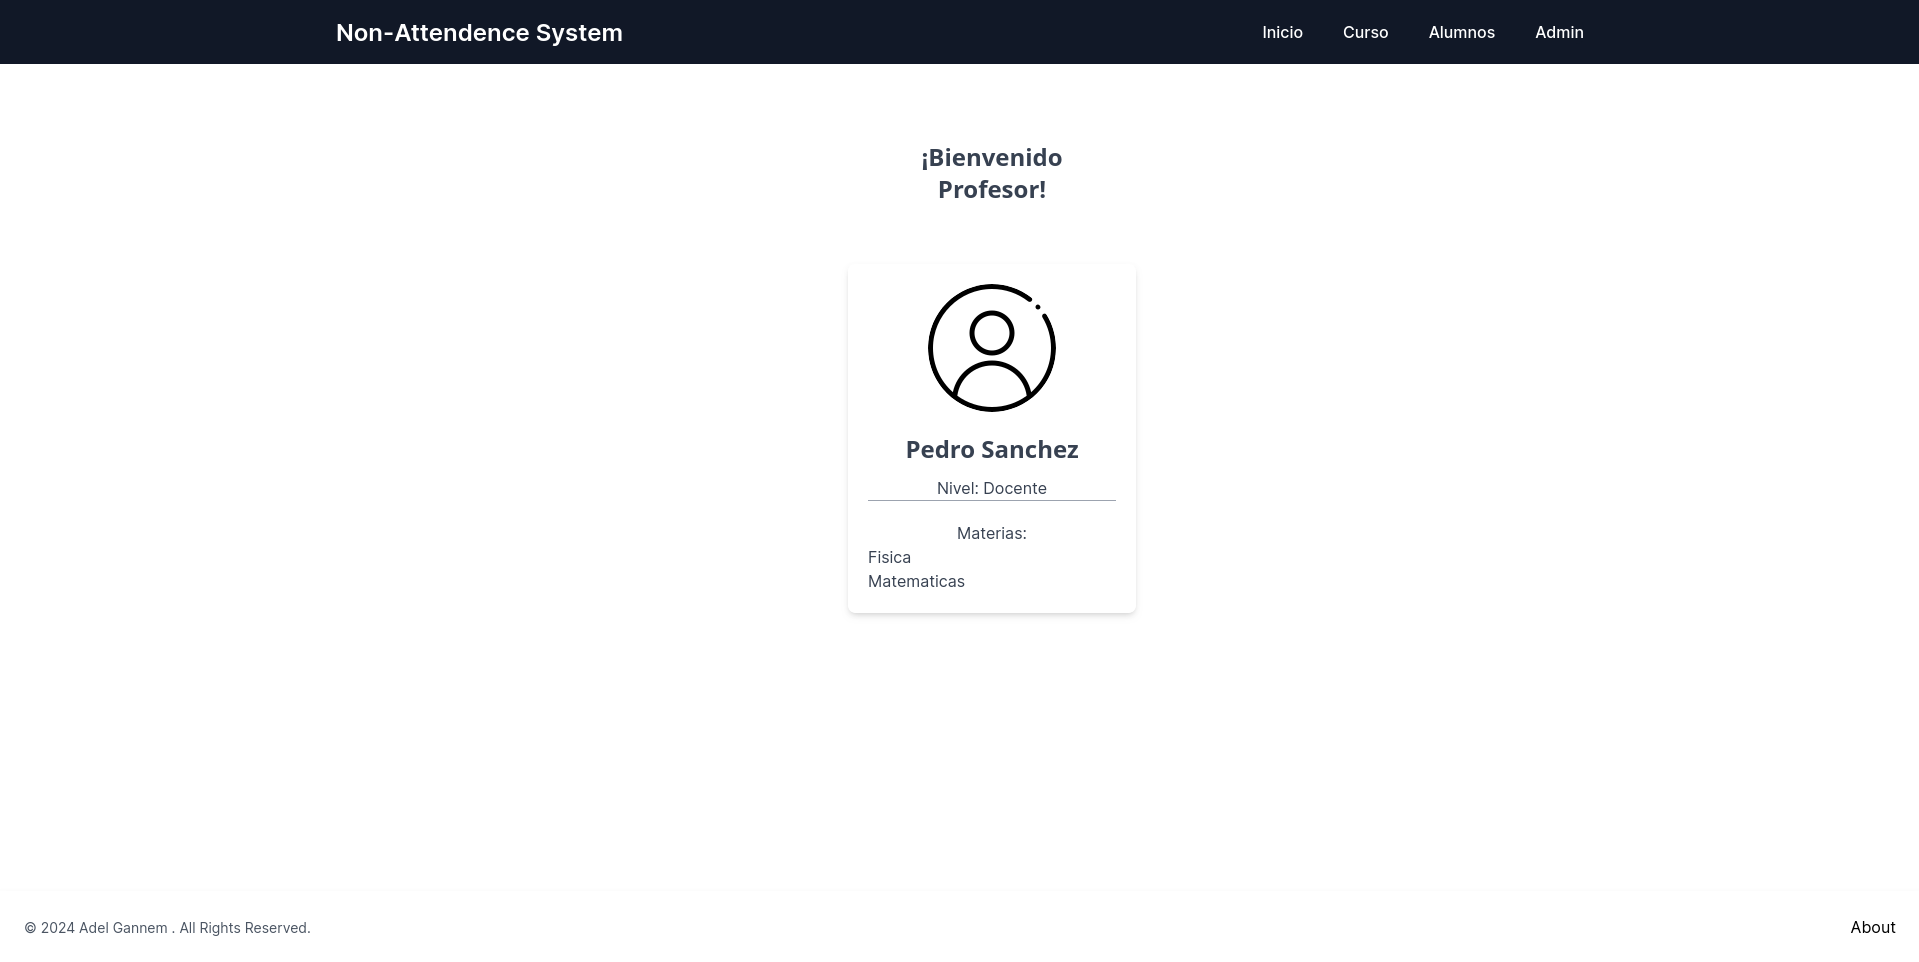 Non-Attendence System
Inicio
Curso
Alumnos
Admin
¡Bienvenido
Profesor!
Pedro Sanchez
Nivel: Docente
Materias:
Fisica
Matematicas
© 2024 Adel Gannem . All Rights Reserved.
About